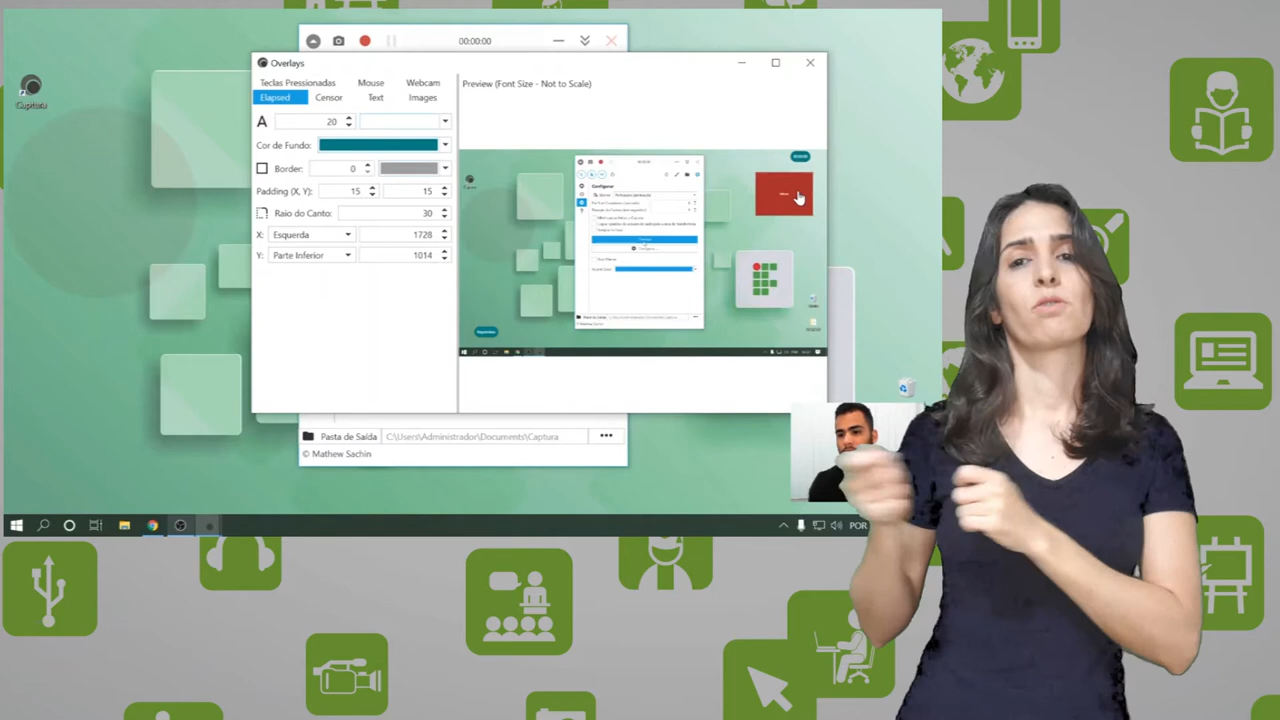 00:00:00
Overlays
Teclas Pressionadas Mouse Webcam
Elapsed Censor Text Images
A 20
Cor de Fundo:
Border: 0
Padding (X, Y): 15 15
Raio do Canto: 30
X: Esquerda 1728
Y: Parte Inferior 1014
Preview (Font Size - Not to Scale)
Configurar
Captura
Pasta de Saída C:\Users\Administrador\Documents\Captura
© Mathew Sachin
POR